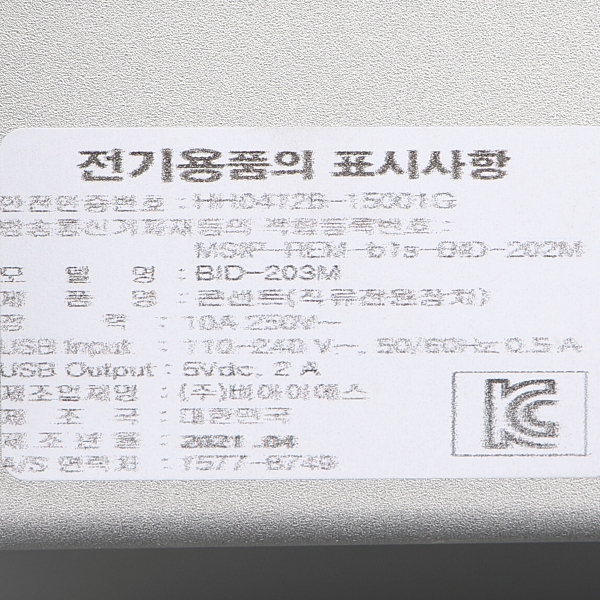 전기용품의 표시사항
안전인증번호 : HH04126-15001G
방송통신기자재등의 적합등록번호 :
MSIP-REM-bis-BID-202M
모 델 명 : BID-203M
제 품 명 : 콘센트(직류전원장치)
정 격 : 10A 250V~
USB Input : 110-240 V~, 50/60Hz 0.5 A
USB Output : 5Vdc, 2 A
제조업체명 : (주)비아이에스
제 조 국 : 대한민국
제 조 년 월 : 2021.04
A/S 연락처 : 1577-8749
KC